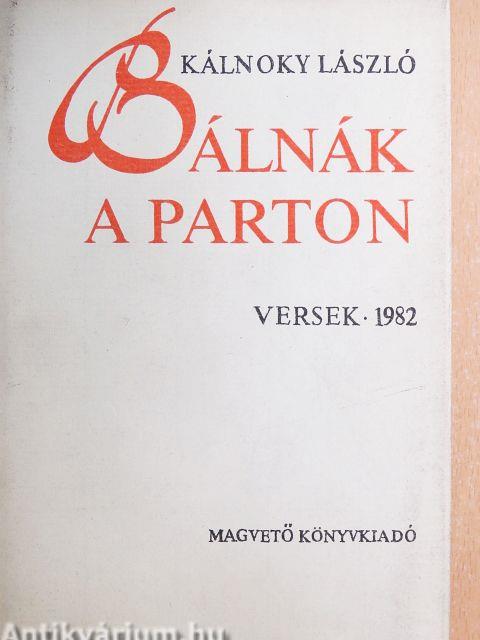 KÁLNOKY LÁSZLÓ
BÁLNÁK
A PARTON
VERSEK · 1982
MAGVETŐ KÖNYVKIADÓ
Antikvárium.hu